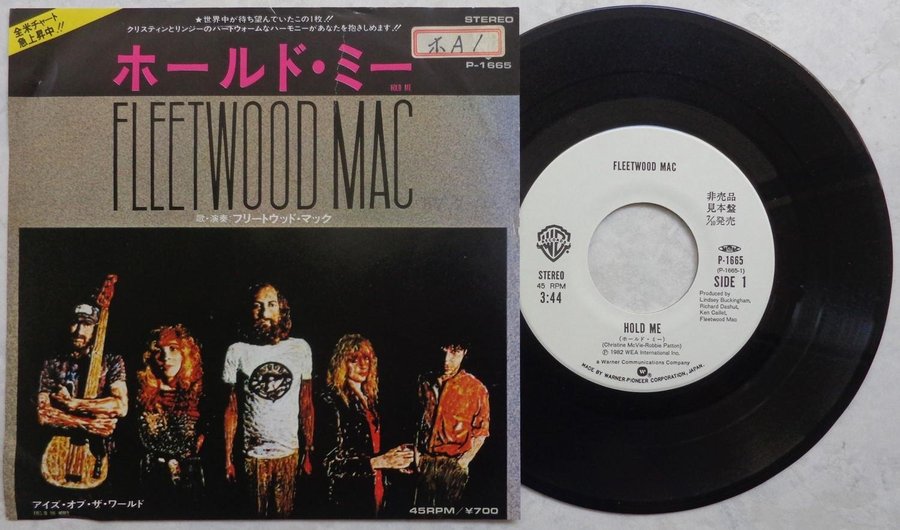 全米チャート
急上昇中!!
★世界中が待ち望んでいたこの1枚!!
クリスティンとリンジーのハートウォームなハーモニーがあなたを抱きしめます!!
STEREO
ホA1
P-1665
ホールド・ミー
HOLD ME
FLEETWOOD MAC
歌・演奏/フリートウッド・マック
アイズ・オブ・ザ・ワールド
EYES OF THE WORLD
45RPM/¥700
FLEETWOOD MAC
非売品
見本盤
発売
STEREO
45 RPM
3:44
P-1665
(P-1665-1)
SIDE 1
Produced by
Lindsey Buckingham,
Richard Dashut,
Ken Caillat,
Fleetwood Mac
HOLD ME
(ホールド・ミー)
(Christine McVie-Robbie Patton)
Ⓟ 1982 WEA International Inc.
a Warner Communications Company
MADE BY WARNER-PIONEER CORPORATION, JAPAN.